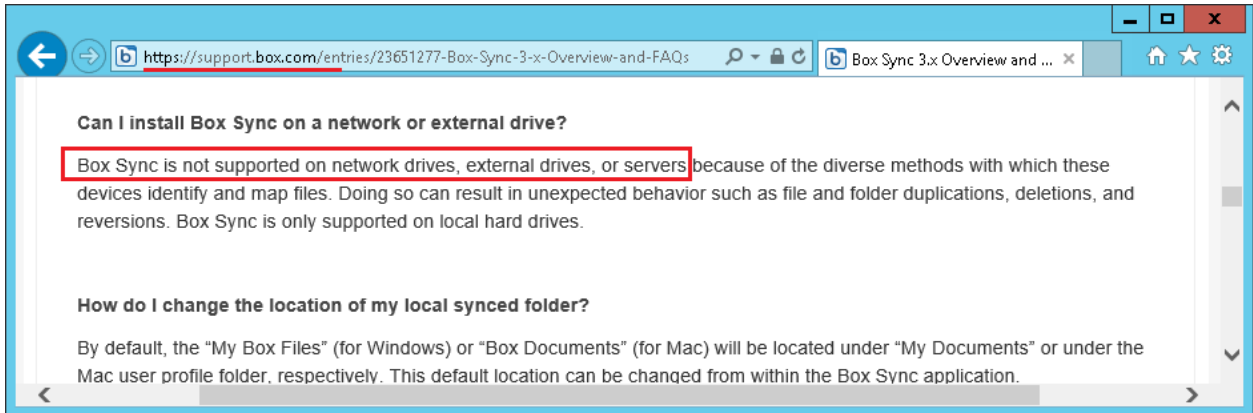 https://support.box.com/entries/23651277-Box-Sync-3-x-Overview-and-FAQs
Box Sync 3.x Overview and ...
Can I install Box Sync on a network or external drive?
Box Sync is not supported on network drives, external drives, or servers because of the diverse methods with which these
devices identify and map files. Doing so can result in unexpected behavior such as file and folder duplications, deletions, and
reversions. Box Sync is only supported on local hard drives.
How do I change the location of my local synced folder?
By default, the “My Box Files” (for Windows) or “Box Documents” (for Mac) will be located under “My Documents” or under the
Mac user profile folder, respectively. This default location can be changed from within the Box Sync application.